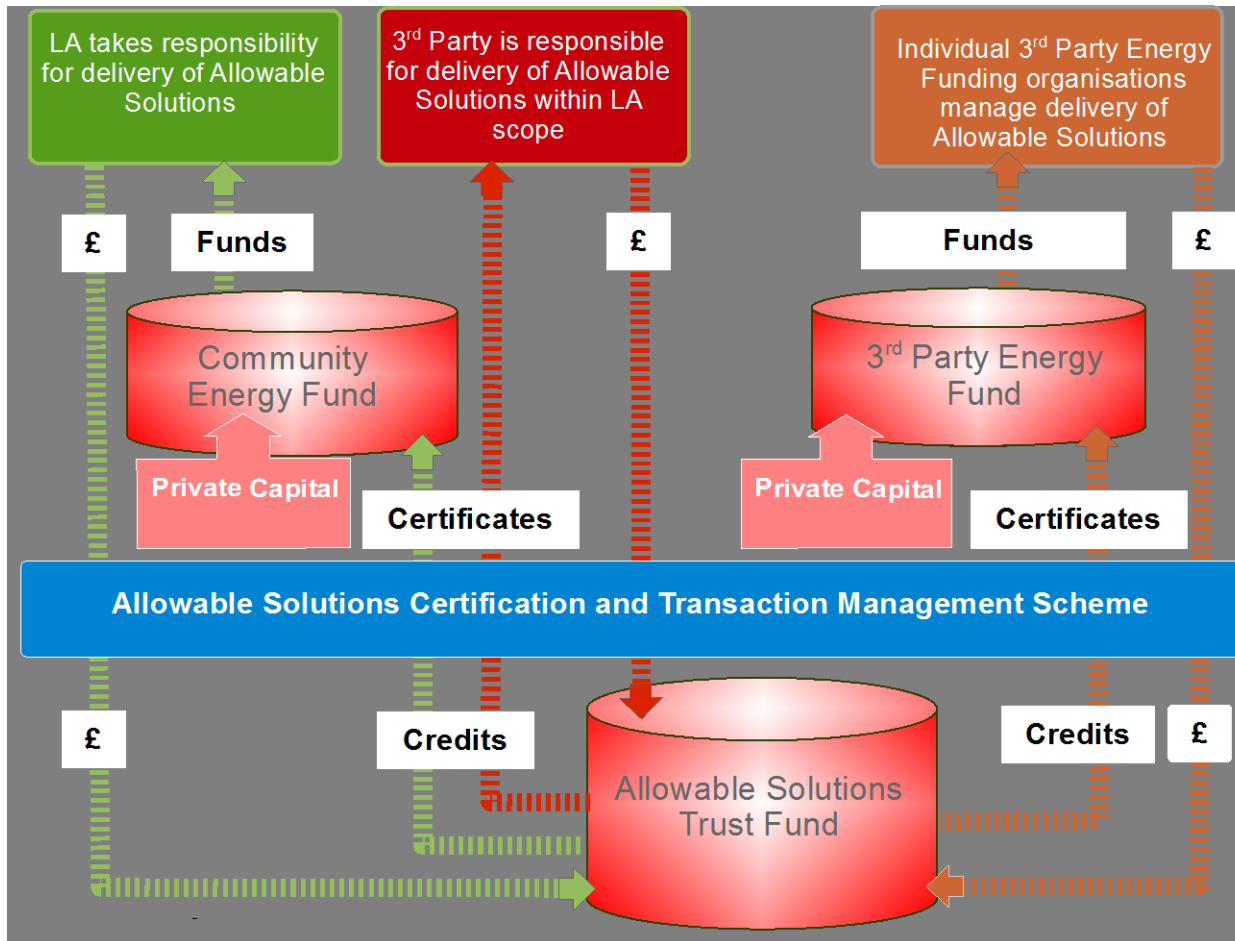 LA takes responsibility
for delivery of Allowable
Solutions
3rd Party is responsible
for delivery of Allowable
Solutions within LA
scope
Individual 3rd Party Energy
Funding organisations
manage delivery of
Allowable Solutions
£
Funds
£
Funds
£
Community
Energy Fund
3rd Party Energy
Fund
Private Capital
Certificates
Private Capital
Certificates
Allowable Solutions Certification and Transaction Management Scheme
£
Credits
Credits
£
Allowable Solutions
Trust Fund
-